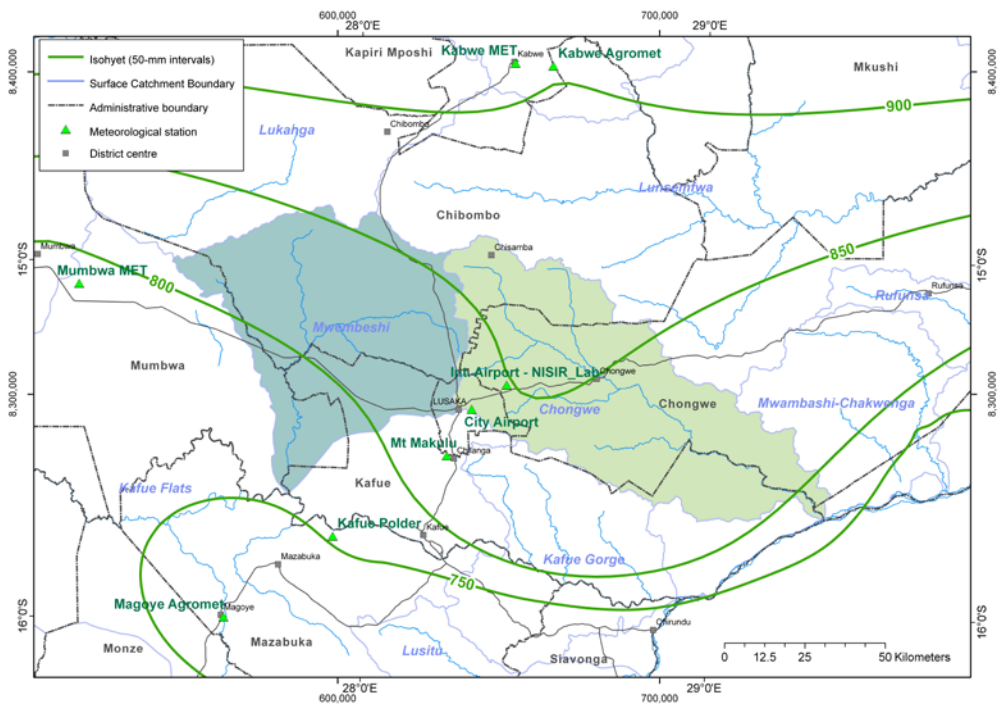 600,000
700,000
28°0'E
29°0'E
Isohyet (50-mm intervals)
Surface Catchment Boundary
Administrative boundary
Meteorological station
District centre
Kapiri Mposhi
Kabwe MET
Kabwe
Kabwe Agromet
Mkushi
8,400,000
8,400,000
900
Lukahga
Chibombo
Lunsemfwa
Chibombo
Chisamba
850
15°0'S
15°0'S
Mumbwa
Mumbwa MET
800
Rufunsa
Rufunsa
Mwembeshi
Mumbwa
Intl Airport - NISIR_Lab
Chongwe
8,300,000
8,300,000
LUSAKA
Chongwe
Chongwe
Mwambashi-Chakwenga
City Airport
Mt Makulu
Chilanga
Kafue
Kafue Flats
Kafue Polder
Kafue
Mazabuka
Kafue Gorge
750
Magoye Agromet
Magoye
16°0'S
16°0'S
Chirundu
Monze
Mazabuka
Lusitu
Siavonga
0 12.5 25 50 Kilometers
28°0'E
29°0'E
600,000
700,000